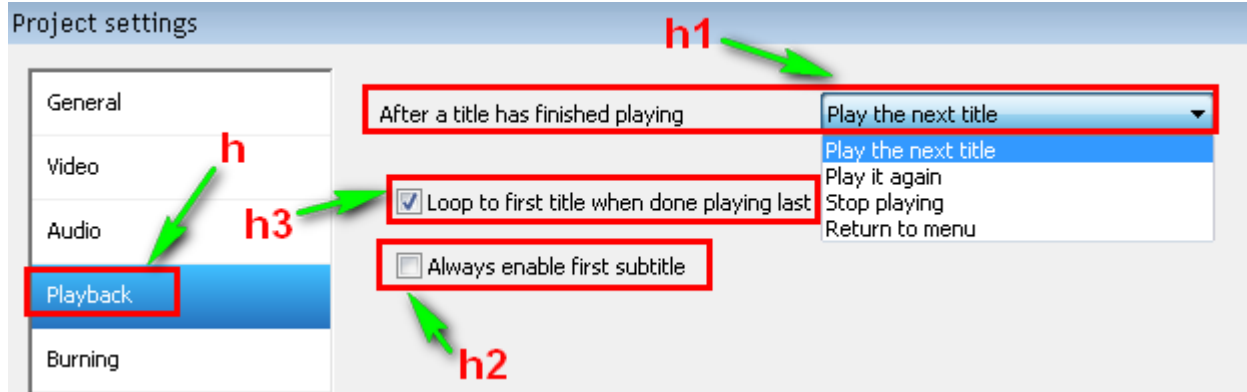 Project settings
h1
General
After a title has finished playing
Play the next title
Play the next title
h
Video
Play it again
h3
Loop to first title when done playing last
Stop playing
Audio
Return to menu
Always enable first subtitle
Playback
Burning
h2